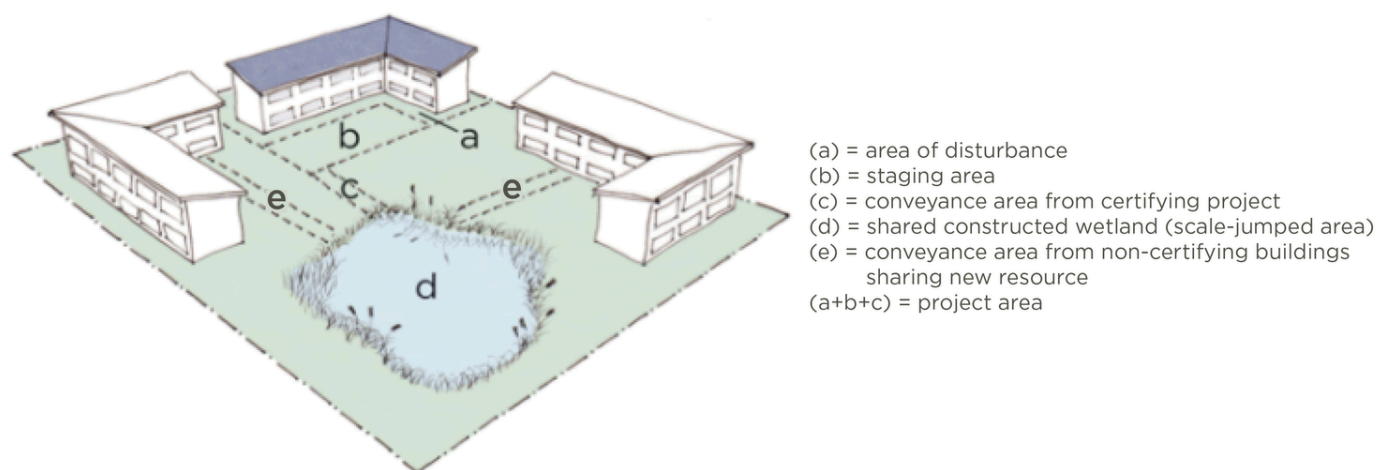 b
a
c
e
e
d
(a) = area of disturbance
(b) = staging area
(c) = conveyance area from certifying project
(d) = shared constructed wetland (scale-jumped area)
(e) = conveyance area from non-certifying buildings
sharing new resource
(a+b+c) = project area